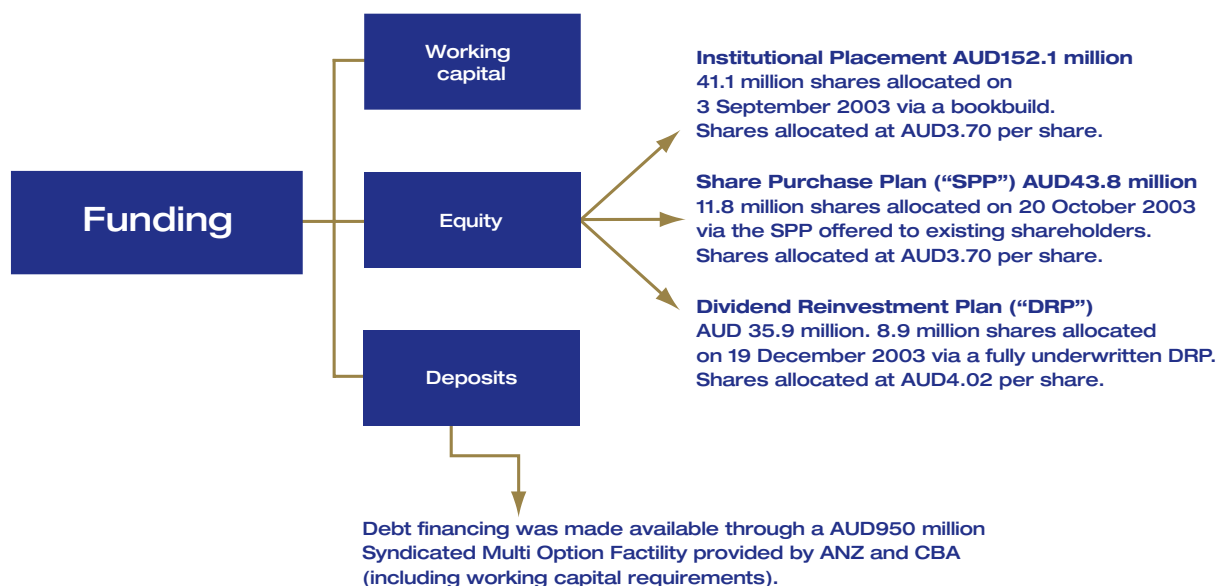 Funding
Working
capital
Equity
Deposits
Institutional Placement AUD152.1 million
41.1 million shares allocated on
3 September 2003 via a bookbuild.
Shares allocated at AUD3.70 per share.
Share Purchase Plan (“SPP”) AUD43.8 million
11.8 million shares allocated on 20 October 2003
via the SPP offered to existing shareholders.
Shares allocated at AUD3.70 per share.
Dividend Reinvestment Plan (“DRP”)
AUD 35.9 million. 8.9 million shares allocated
on 19 December 2003 via a fully underwritten DRP.
Shares allocated at AUD4.02 per share.
Debt financing was made available through a AUD950 million
Syndicated Multi Option Factility provided by ANZ and CBA
(including working capital requirements).